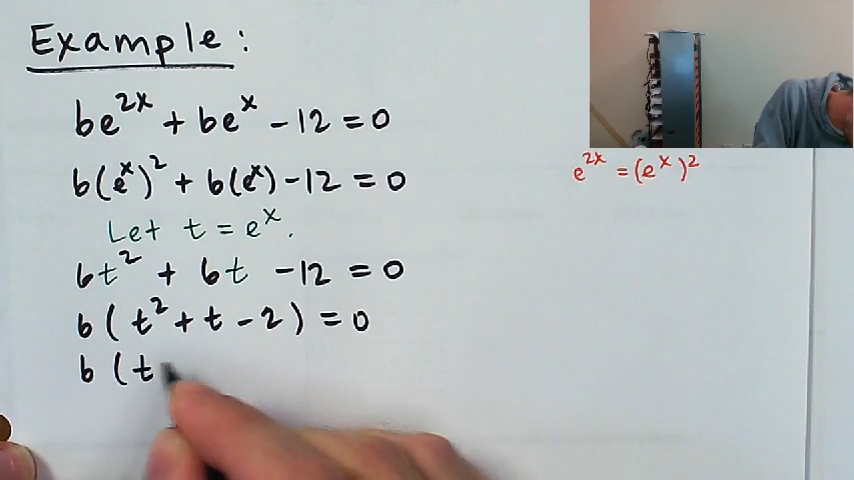 Example:
6e^{2x} + 6e^x - 12 = 0
6(e^x)^2 + 6(e^x) - 12 = 0
e^{2x} = (e^x)^2
Let t = e^x.
6t^2 + 6t - 12 = 0
6(t^2 + t - 2) = 0
6(t